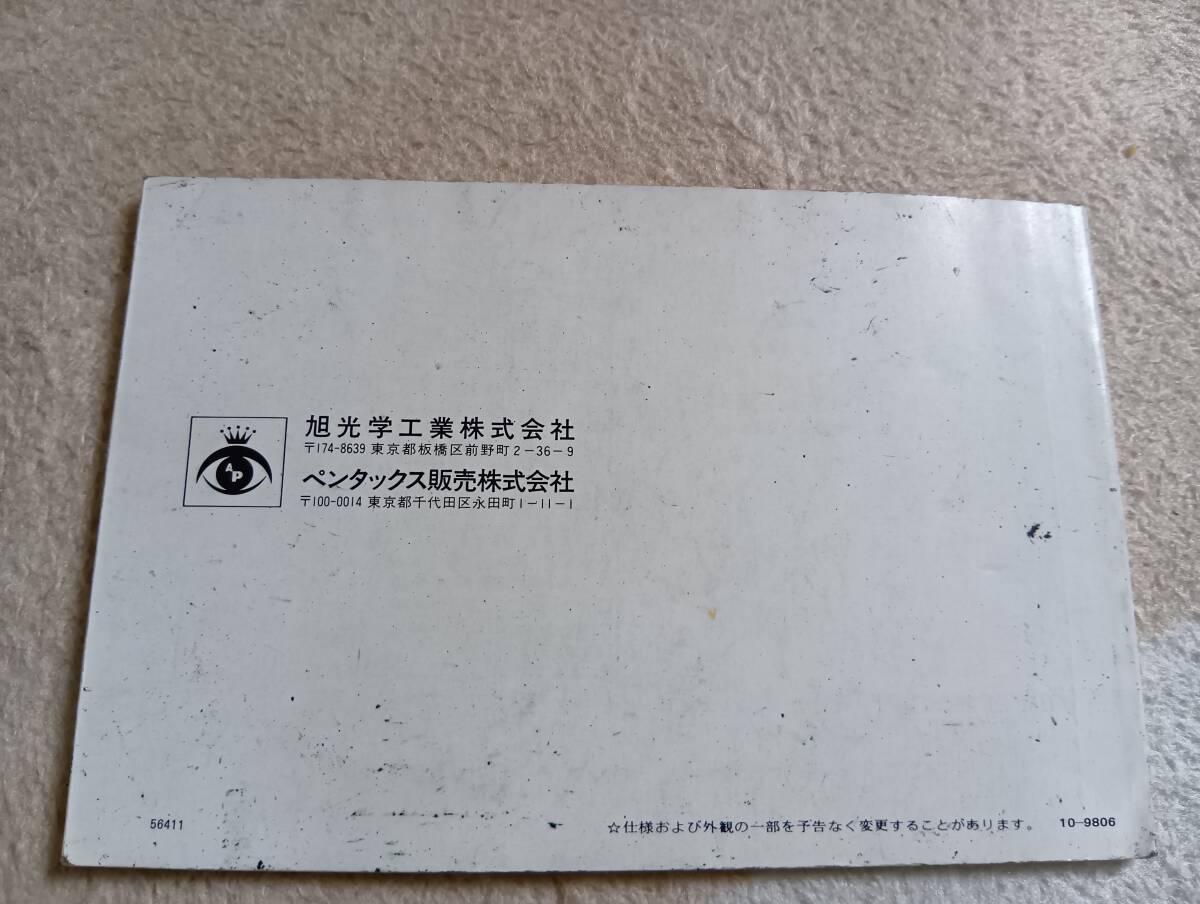 AP
旭光学工業株式会社
〒174-8639 東京都板橋区前野町2-36-9
ペンタックス販売株式会社
〒100-0014 東京都千代田区永田町1-11-1
56411
☆仕様および外観の一部を予告なく変更することがあります。 10-9806